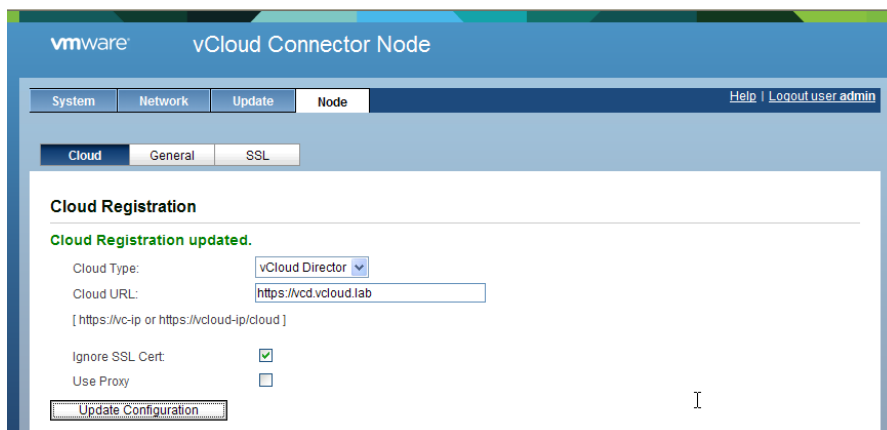 vmware vCloud Connector Node
System Network Update Node Help | Logout user admin
Cloud General SSL
Cloud Registration
Cloud Registration updated.
Cloud Type: vCloud Director
Cloud URL: https://vcd.vcloud.lab
[ https://vc-ip or https://vcloud-ip/cloud ]
Ignore SSL Cert:
Use Proxy
Update Configuration